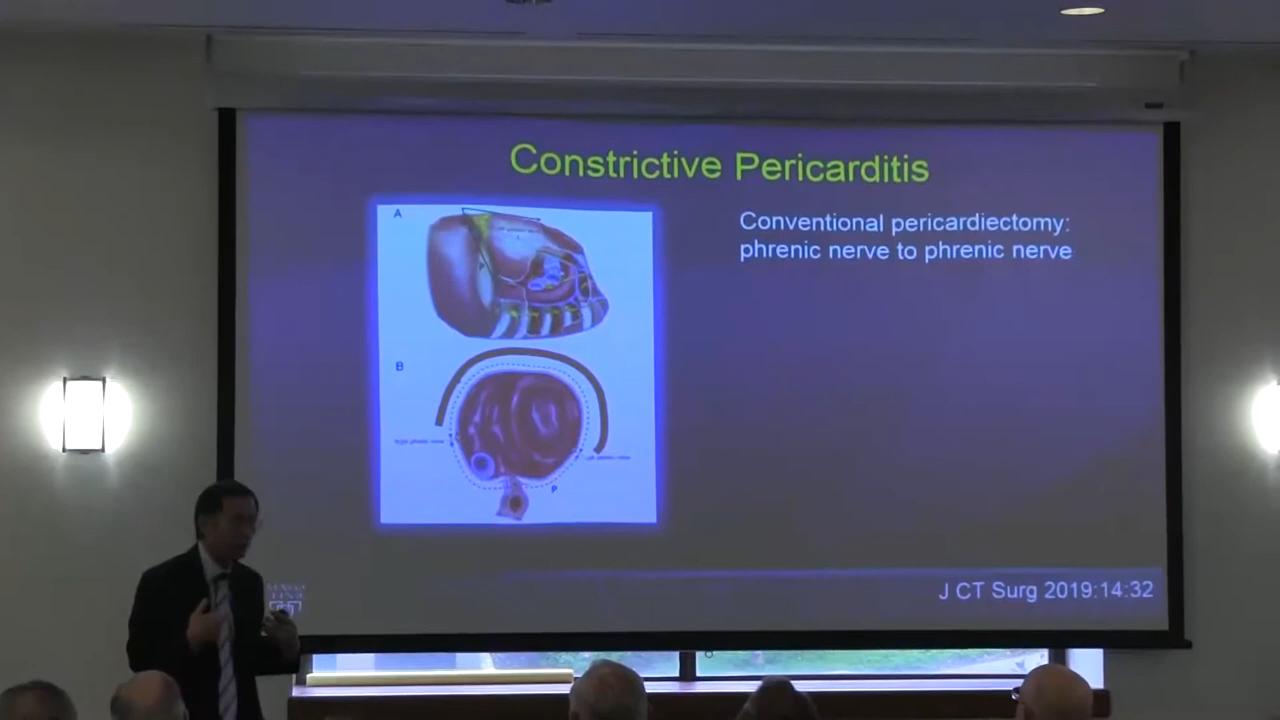 Constrictive Pericarditis
A
Conventional pericardiectomy:
phrenic nerve to phrenic nerve
B
P
J CT Surg 2019:14:32